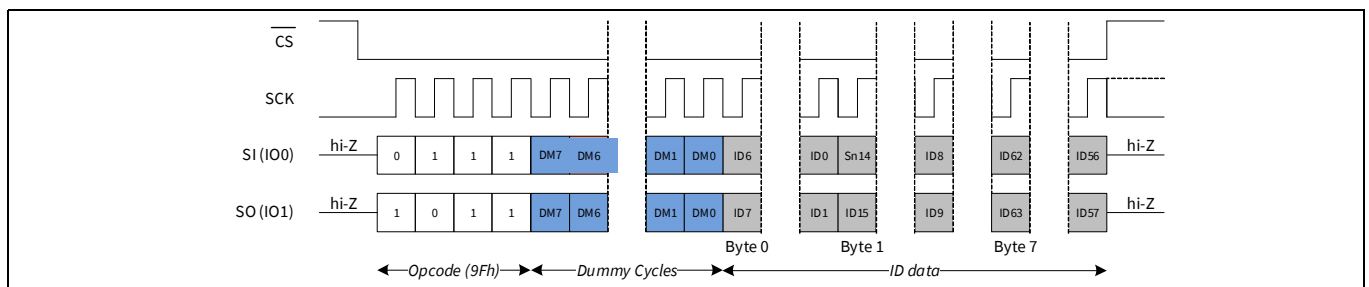 CS
SCK
SI (IO0) hi-Z 0 1 1 1 DM7 DM6 DM1 DM0 ID6 ID0 Sn14 ID8 ID62 ID56 hi-Z
SO (IO1) hi-Z 1 0 1 1 DM7 DM6 DM1 DM0 ID7 ID1 ID15 ID9 ID63 ID57 hi-Z
Byte 0 Byte 1 Byte 7
Opcode (9Fh) Dummy Cycles ID data